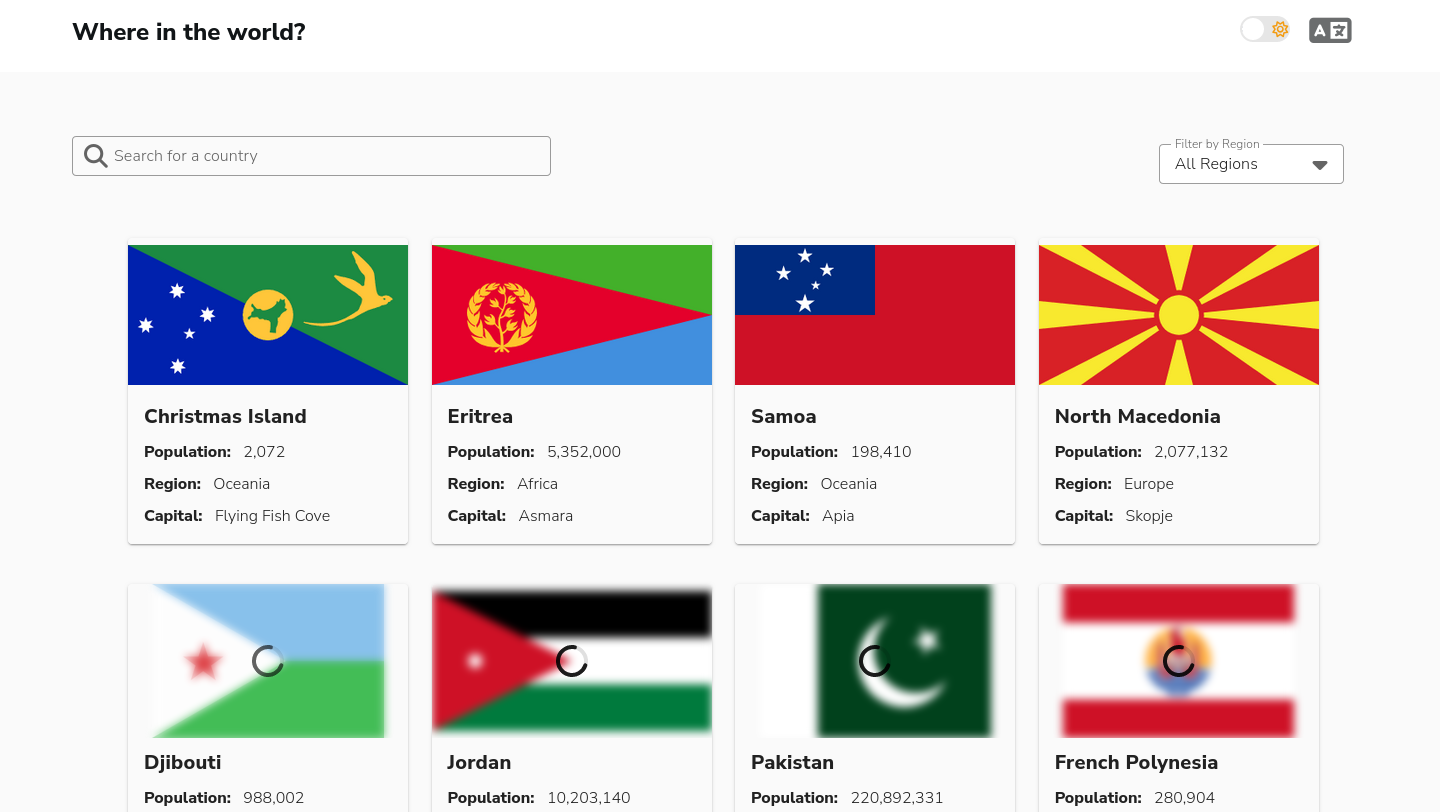 Where in the world?
Search for a country
Filter by Region
All Regions
Christmas Island
Population: 2,072
Region: Oceania
Capital: Flying Fish Cove
Eritrea
Population: 5,352,000
Region: Africa
Capital: Asmara
Samoa
Population: 198,410
Region: Oceania
Capital: Apia
North Macedonia
Population: 2,077,132
Region: Europe
Capital: Skopje
Djibouti
Population: 988,002
Jordan
Population: 10,203,140
Pakistan
Population: 220,892,331
French Polynesia
Population: 280,904